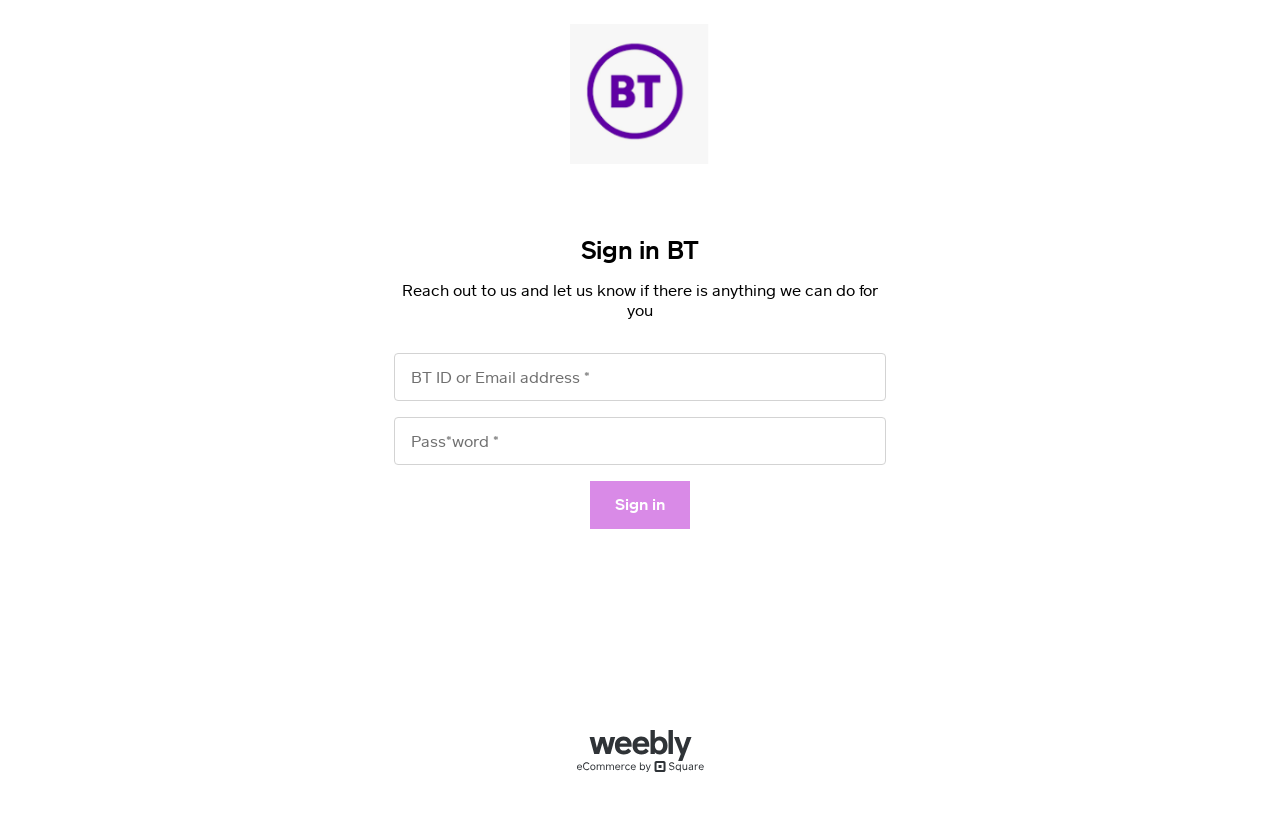 BT
Sign in BT
Reach out to us and let us know if there is anything we can do for
you
BT ID or Email address *
Pass*word *
Sign in
weebly
eCommerce by Square